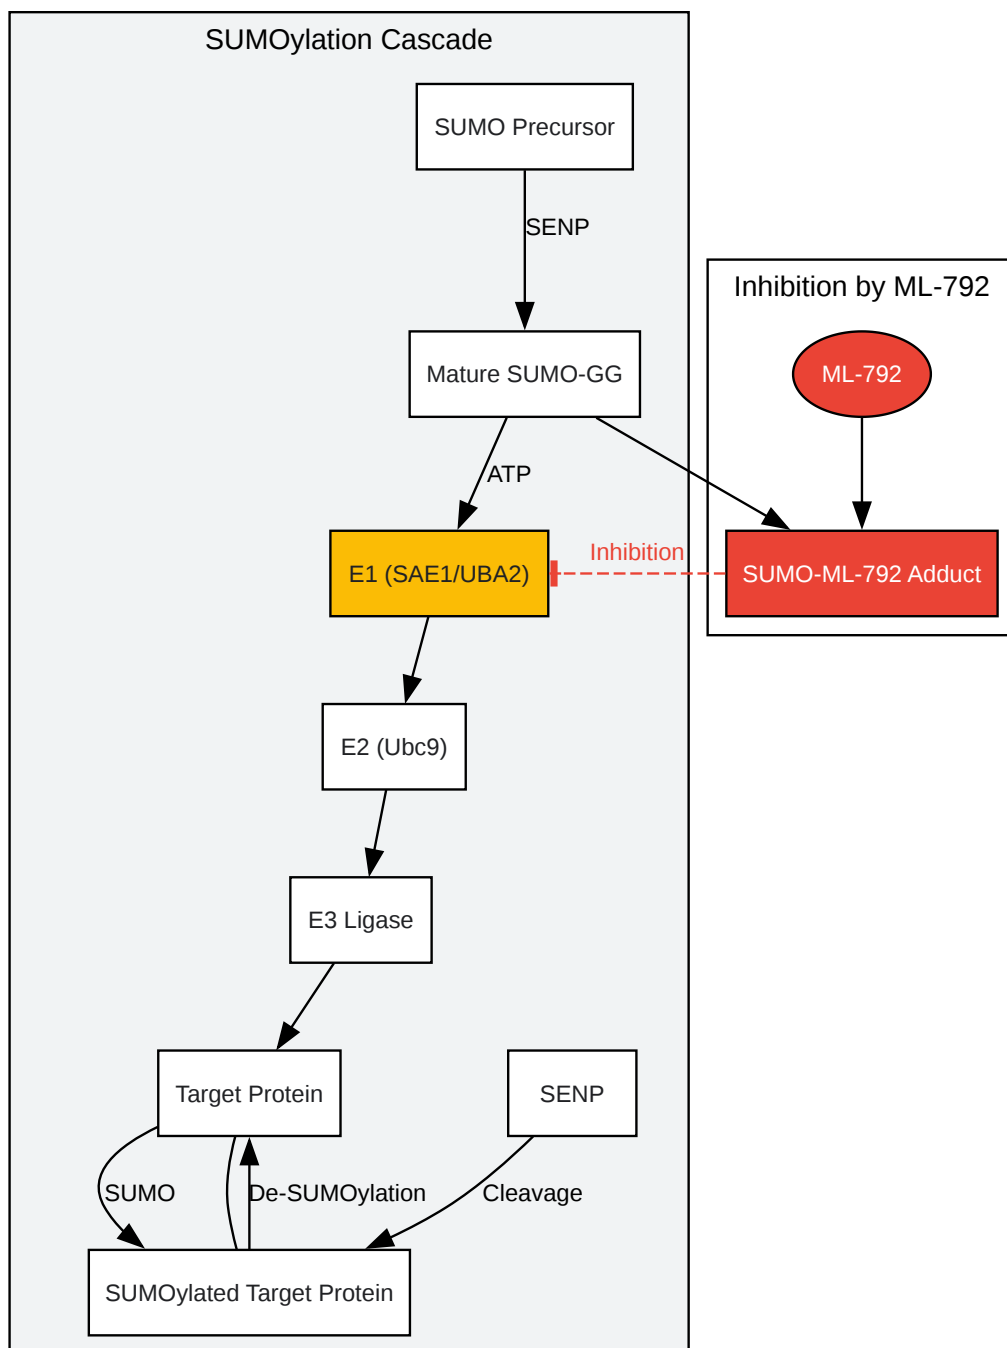 SUMOylation Cascade
SUMO Precursor
SENP
Inhibition by ML-792
Mature SUMO-GG
ML-792
ATP
Inhibition
E1 (SAE1/UBA2)
SUMO-ML-792 Adduct
E2 (Ubc9)
E3 Ligase
Target Protein
SENP
SUMO
De-SUMOylation
Cleavage
SUMOylated Target Protein